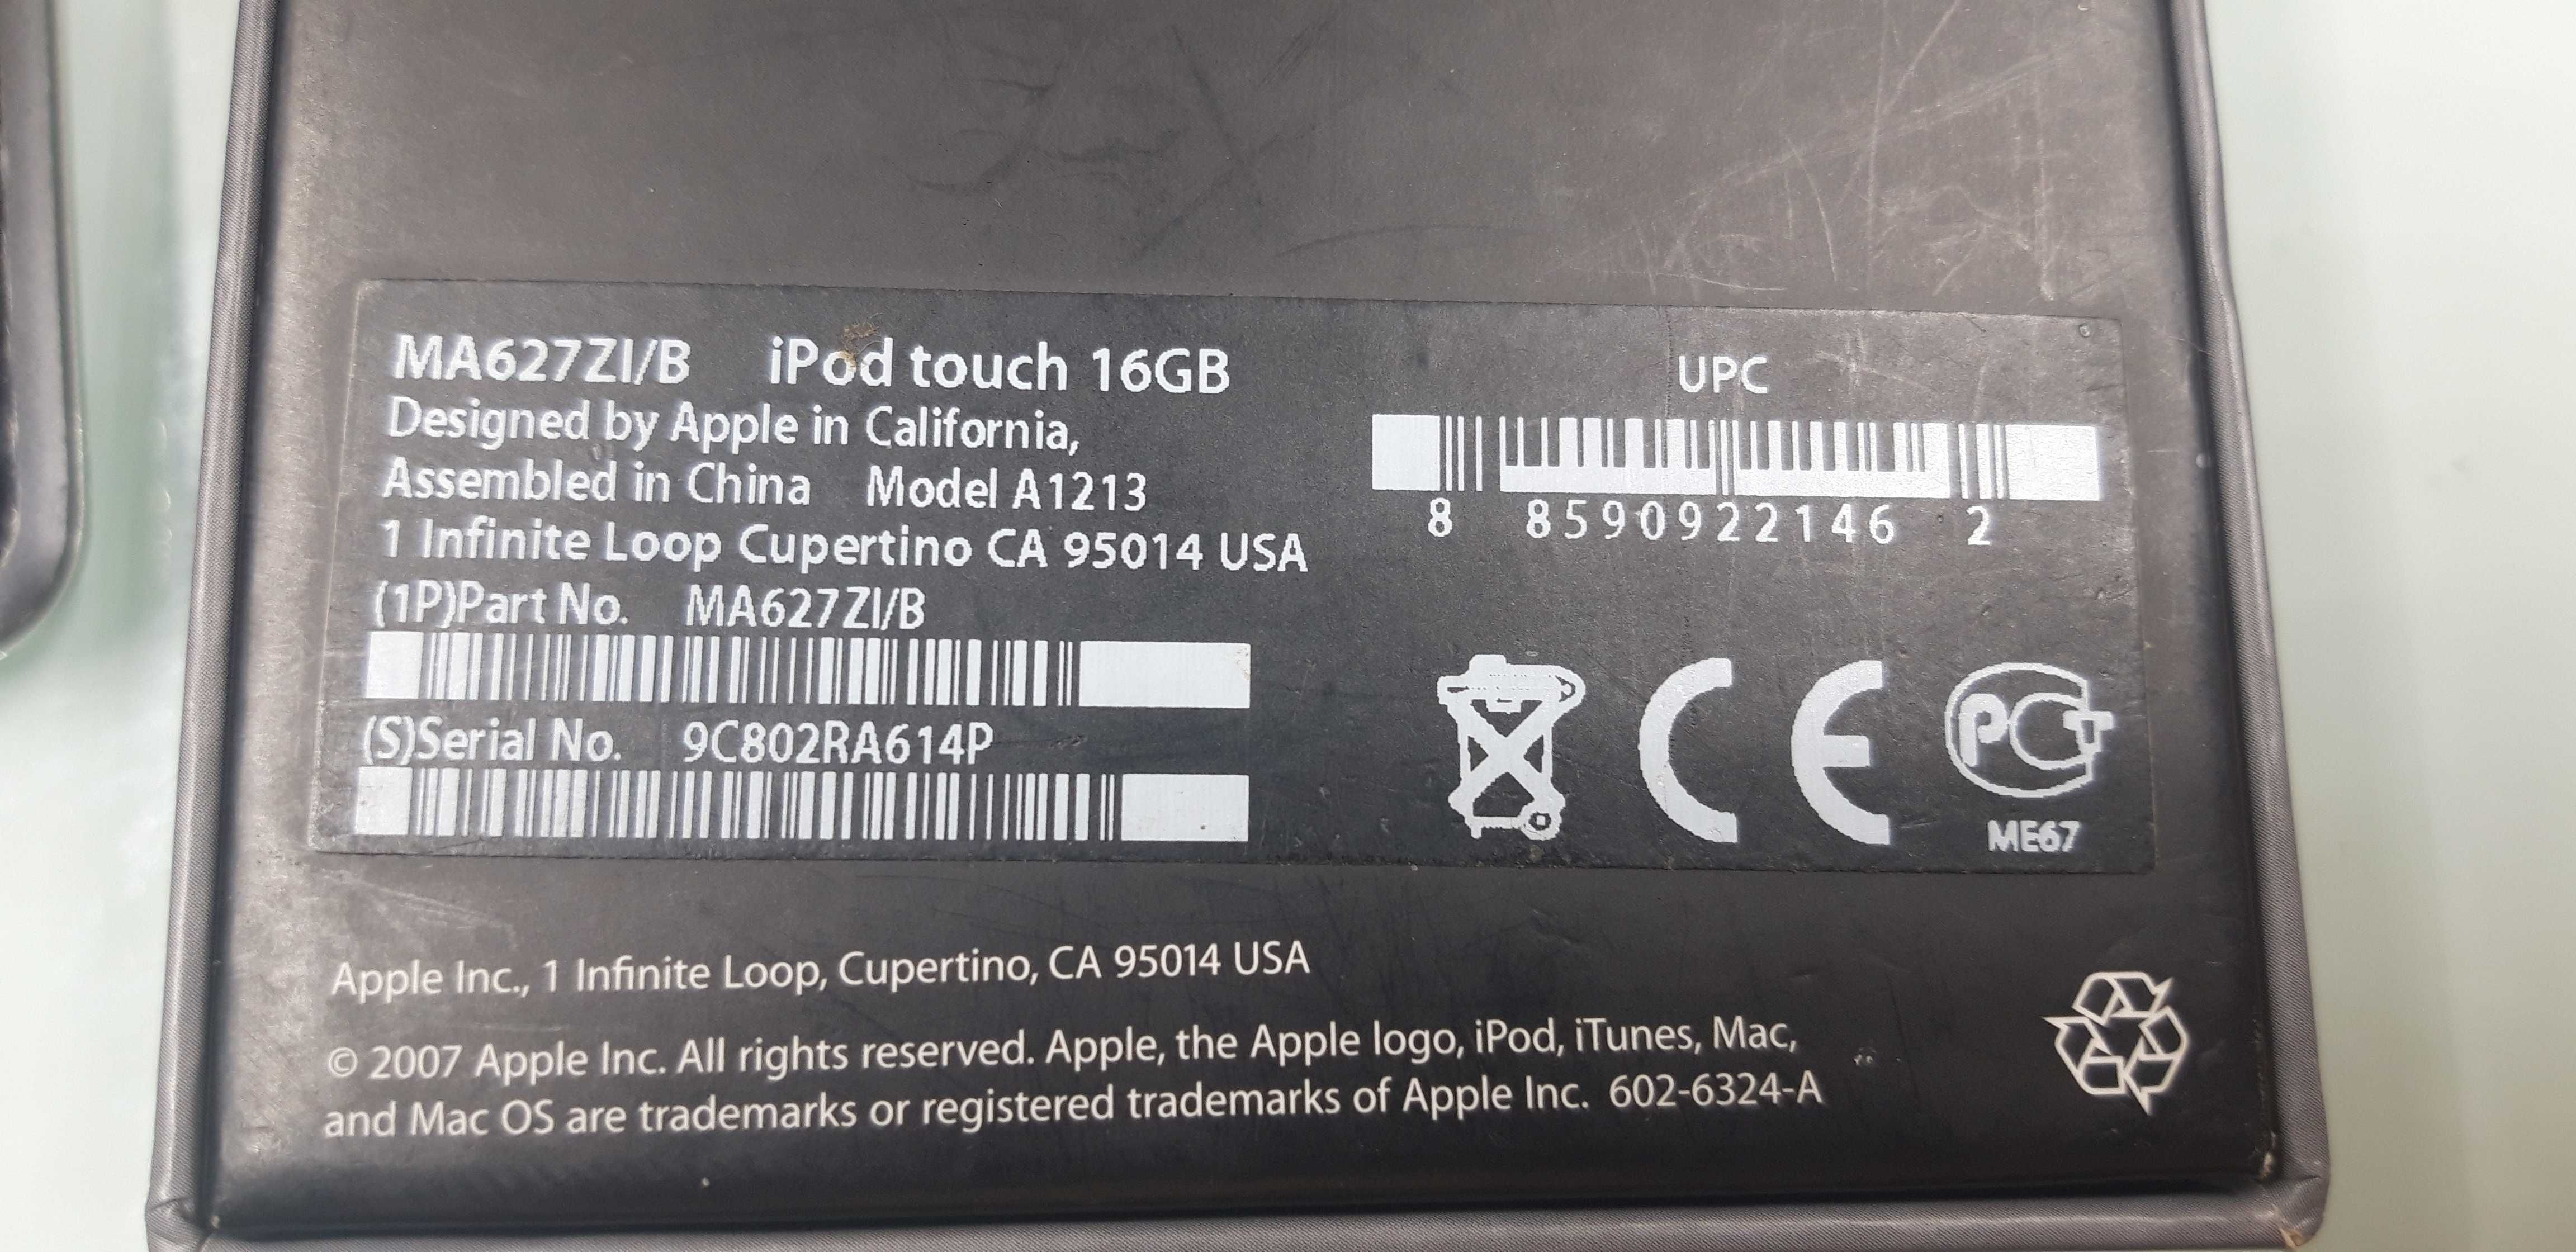 MA627ZI/B iPod touch 16GB
Designed by Apple in California,
Assembled in China Model A1213
1 Infinite Loop Cupertino CA 95014 USA
(1P)Part No. MA627ZI/B
(S)Serial No. 9C802RA614P
UPC
8 8590922146 2
CE
PCT
ME67
Apple Inc., 1 Infinite Loop, Cupertino, CA 95014 USA
© 2007 Apple Inc. All rights reserved. Apple, the Apple logo, iPod, iTunes, Mac,
and Mac OS are trademarks or registered trademarks of Apple Inc. 602-6324-A